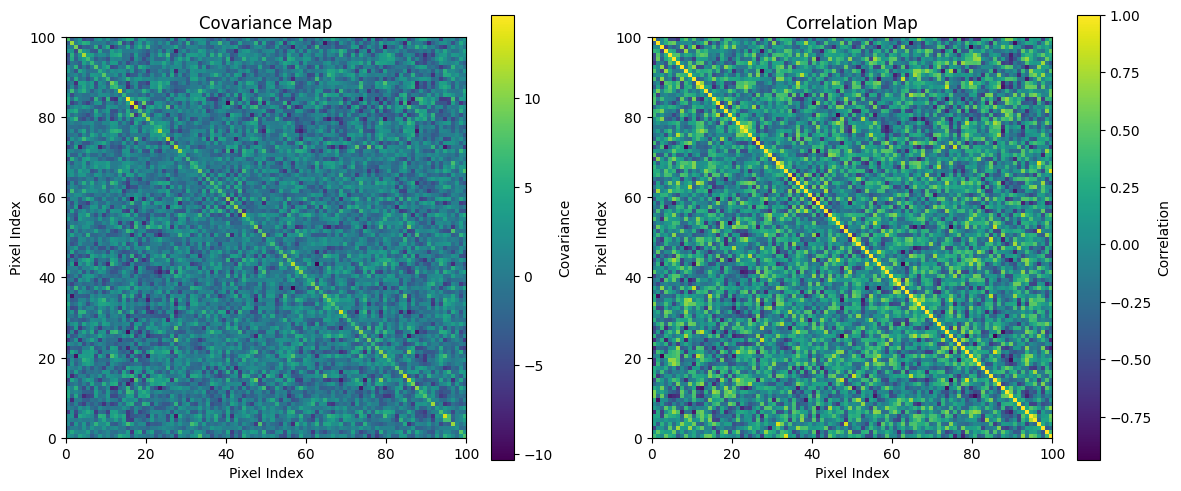 Covariance Map
100
80
60
40
20
0
0 20 40 60 80 100
Pixel Index
Pixel Index
10
5
0
−5
−10
Covariance
Correlation Map
100
80
60
40
20
0
0 20 40 60 80 100
Pixel Index
Pixel Index
1.00
0.75
0.50
0.25
0.00
−0.25
−0.50
−0.75
Correlation